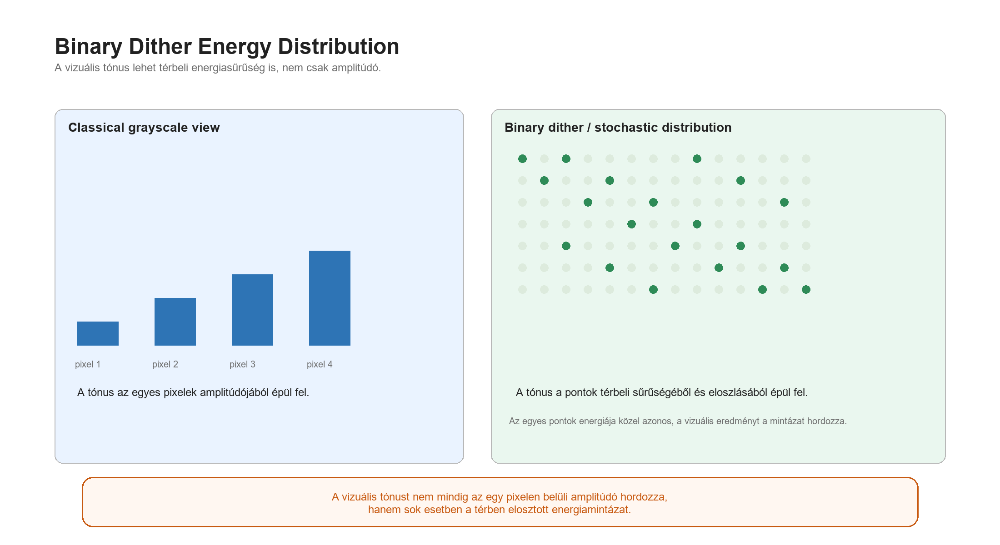 Binary Dither Energy Distribution
A vizuális tónus lehet térbeli energiasűrűség is, nem csak amplitúdó.
Classical grayscale view
pixel 1
pixel 2
pixel 3
pixel 4
A tónus az egyes pixelek amplitúdójából épül fel.
Binary dither / stochastic distribution
A tónus a pontok térbeli sűrűségéből és eloszlásából épül fel.
Az egyes pontok energiája közel azonos, a vizuális eredményt a mintázat hordozza.
A vizuális tónust nem mindig az egy pixelen belüli amplitúdó hordozza,
hanem sok esetben a térben elosztott energiamintázat.